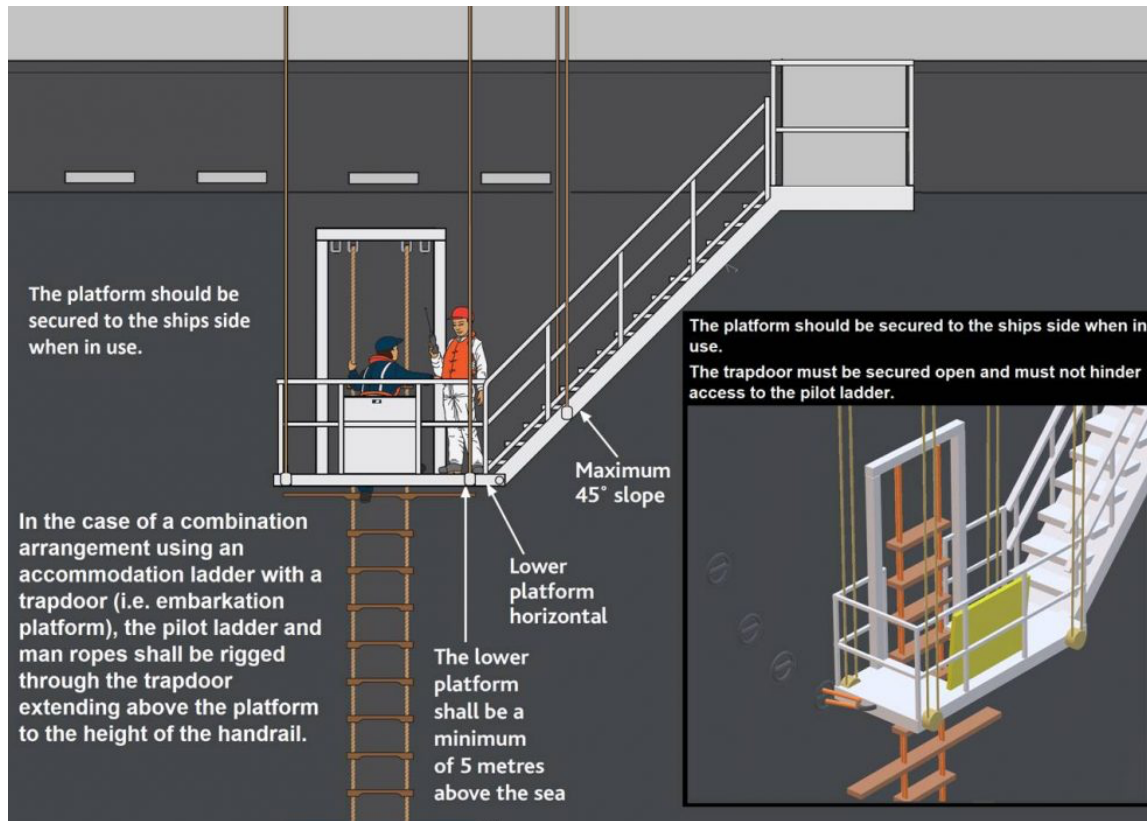 The platform should be
secured to the ships side
when in use.
In the case of a combination
arrangement using an
accommodation ladder with a
trapdoor (i.e. embarkation
platform), the pilot ladder and
man ropes shall be rigged
through the trapdoor
extending above the platform
to the height of the handrail.
Maximum
45° slope
Lower
platform
horizontal
The lower
platform
shall be a
minimum
of 5 metres
above the sea
The platform should be secured to the ships side when in
use.
The trapdoor must be secured open and must not hinder
access to the pilot ladder.